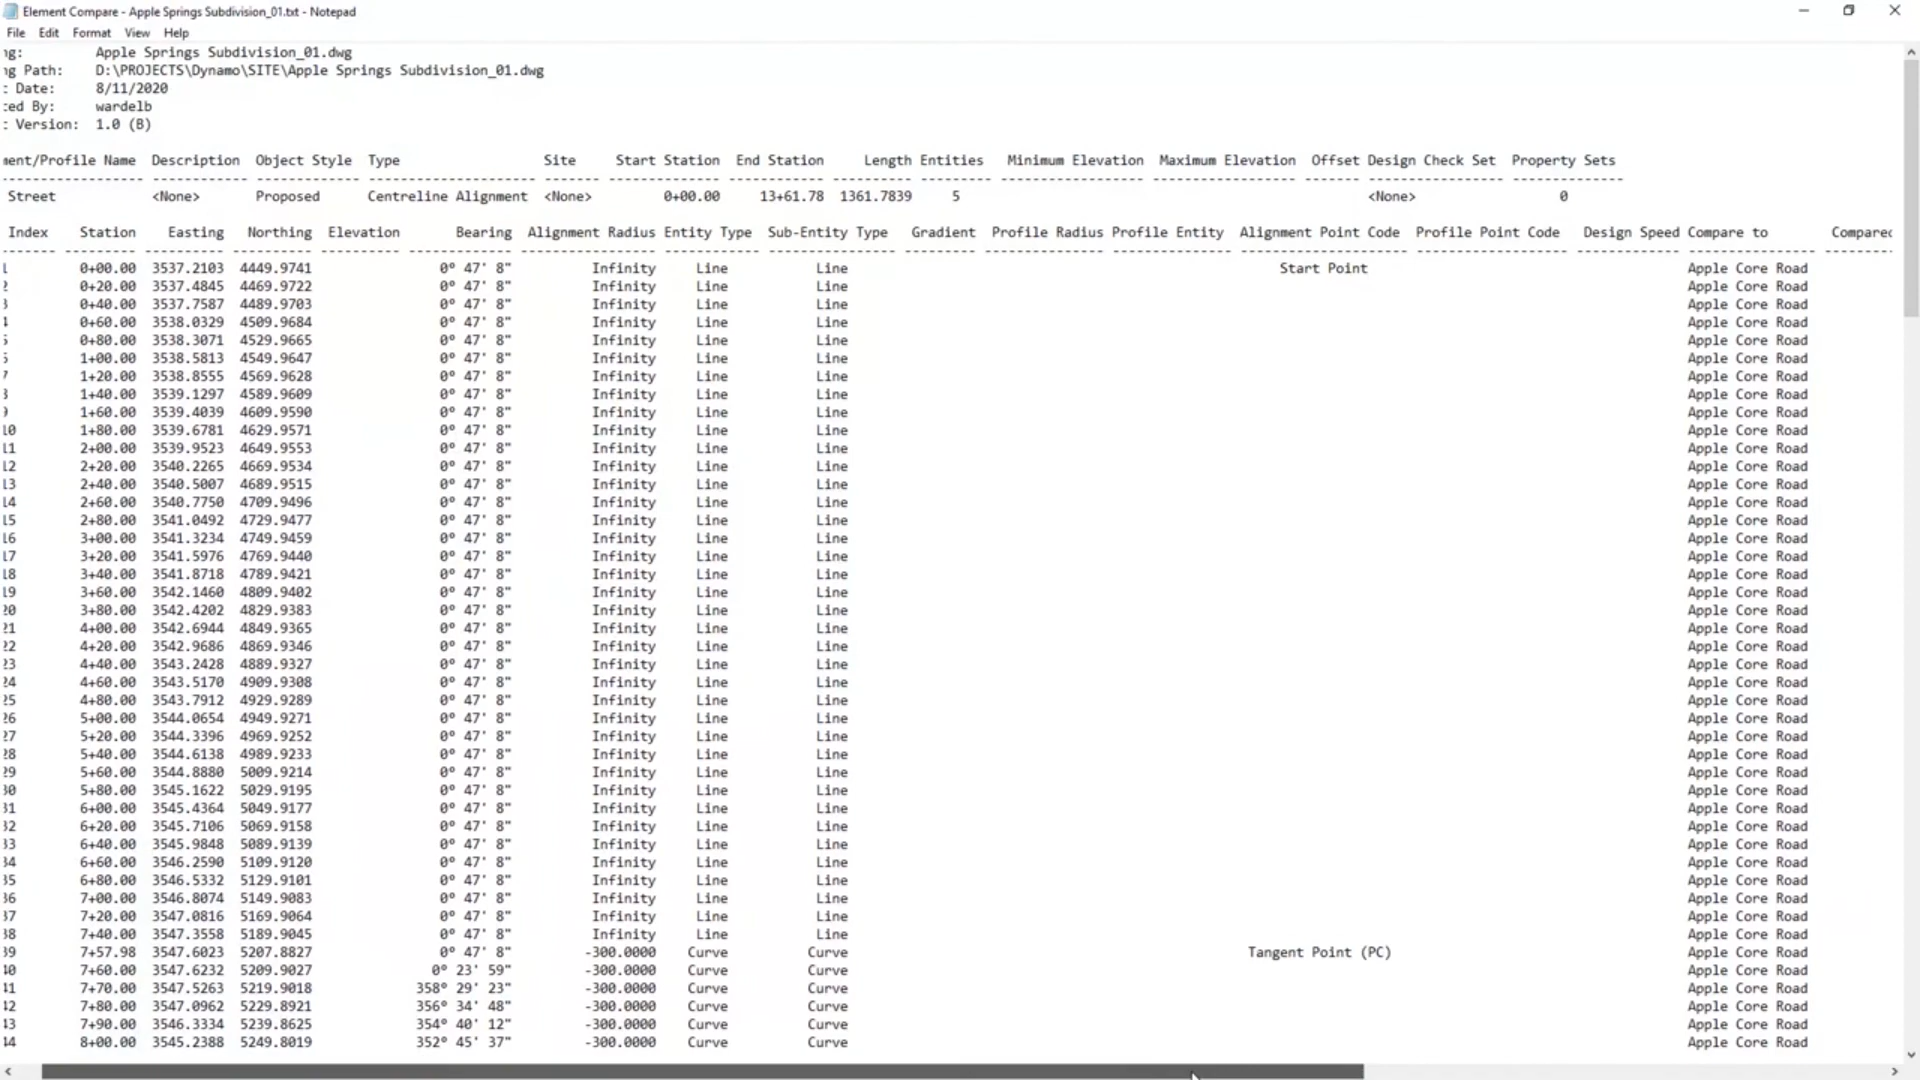 Element Compare - Apple Springs Subdivision_01.txt - Notepad
File Edit Format View Help
Apple Springs Subdivision_01.dwg
Path: D:\PROJECTS\Dynamo\SITE\Apple Springs Subdivision_01.dwg
Date: 8/11/2020
By: wardelb
Version: 1.0 (B)
Name Description Object Style Type Site Start Station End Station Length Entities Minimum Elevation Maximum Elevation Offset Design Check Set Property Sets
Street <None> Proposed Centreline Alignment <None> 0+00.00 13+61.78 1361.7839 5 <None> 0
Index Station Easting Northing Elevation Bearing Alignment Radius Entity Type Sub-Entity Type Gradient Profile Radius Profile Entity Alignment Point Code Profile Point Code Design Speed Compare to Compared
0+00.00 3537.2103 4449.9741 0° 47' 8" Infinity Line Line Start Point Apple Core Road
0+20.00 3537.4845 4469.9722 0° 47' 8" Infinity Line Line Apple Core Road
0+40.00 3537.7587 4489.9703 0° 47' 8" Infinity Line Line Apple Core Road
0+60.00 3538.0329 4509.9684 0° 47' 8" Infinity Line Line Apple Core Road
0+80.00 3538.3071 4529.9665 0° 47' 8" Infinity Line Line Apple Core Road
1+00.00 3538.5813 4549.9647 0° 47' 8" Infinity Line Line Apple Core Road
1+20.00 3538.8555 4569.9628 0° 47' 8" Infinity Line Line Apple Core Road
1+40.00 3539.1297 4589.9609 0° 47' 8" Infinity Line Line Apple Core Road
1+60.00 3539.4039 4609.9590 0° 47' 8" Infinity Line Line Apple Core Road
10 1+80.00 3539.6781 4629.9571 0° 47' 8" Infinity Line Line Apple Core Road
11 2+00.00 3539.9523 4649.9553 0° 47' 8" Infinity Line Line Apple Core Road
12 2+20.00 3540.2265 4669.9534 0° 47' 8" Infinity Line Line Apple Core Road
13 2+40.00 3540.5007 4689.9515 0° 47' 8" Infinity Line Line Apple Core Road
14 2+60.00 3540.7750 4709.9496 0° 47' 8" Infinity Line Line Apple Core Road
15 2+80.00 3541.0492 4729.9477 0° 47' 8" Infinity Line Line Apple Core Road
16 3+00.00 3541.3234 4749.9459 0° 47' 8" Infinity Line Line Apple Core Road
17 3+20.00 3541.5976 4769.9440 0° 47' 8" Infinity Line Line Apple Core Road
18 3+40.00 3541.8718 4789.9421 0° 47' 8" Infinity Line Line Apple Core Road
19 3+60.00 3542.1460 4809.9402 0° 47' 8" Infinity Line Line Apple Core Road
20 3+80.00 3542.4202 4829.9383 0° 47' 8" Infinity Line Line Apple Core Road
21 4+00.00 3542.6944 4849.9365 0° 47' 8" Infinity Line Line Apple Core Road
22 4+20.00 3542.9686 4869.9346 0° 47' 8" Infinity Line Line Apple Core Road
23 4+40.00 3543.2428 4889.9327 0° 47' 8" Infinity Line Line Apple Core Road
24 4+60.00 3543.5170 4909.9308 0° 47' 8" Infinity Line Line Apple Core Road
25 4+80.00 3543.7912 4929.9289 0° 47' 8" Infinity Line Line Apple Core Road
26 5+00.00 3544.0654 4949.9271 0° 47' 8" Infinity Line Line Apple Core Road
27 5+20.00 3544.3396 4969.9252 0° 47' 8" Infinity Line Line Apple Core Road
28 5+40.00 3544.6138 4989.9233 0° 47' 8" Infinity Line Line Apple Core Road
29 5+60.00 3544.8880 5009.9214 0° 47' 8" Infinity Line Line Apple Core Road
30 5+80.00 3545.1622 5029.9195 0° 47' 8" Infinity Line Line Apple Core Road
31 6+00.00 3545.4364 5049.9177 0° 47' 8" Infinity Line Line Apple Core Road
32 6+20.00 3545.7106 5069.9158 0° 47' 8" Infinity Line Line Apple Core Road
33 6+40.00 3545.9848 5089.9139 0° 47' 8" Infinity Line Line Apple Core Road
34 6+60.00 3546.2590 5109.9120 0° 47' 8" Infinity Line Line Apple Core Road
35 6+80.00 3546.5332 5129.9101 0° 47' 8" Infinity Line Line Apple Core Road
36 7+00.00 3546.8074 5149.9083 0° 47' 8" Infinity Line Line Apple Core Road
37 7+20.00 3547.0816 5169.9064 0° 47' 8" Infinity Line Line Apple Core Road
38 7+40.00 3547.3558 5189.9045 0° 47' 8" Infinity Line Line Apple Core Road
39 7+57.98 3547.6023 5207.8827 0° 47' 8" -300.0000 Curve Curve Tangent Point (PC) Apple Core Road
40 7+60.00 3547.6232 5209.9027 0° 23' 59" -300.0000 Curve Curve Apple Core Road
41 7+70.00 3547.5263 5219.9018 358° 29' 23" -300.0000 Curve Curve Apple Core Road
42 7+80.00 3547.0962 5229.8921 356° 34' 48" -300.0000 Curve Curve Apple Core Road
43 7+90.00 3546.3334 5239.8625 354° 40' 12" -300.0000 Curve Curve Apple Core Road
44 8+00.00 3545.2388 5249.8019 352° 45' 37" -300.0000 Curve Curve Apple Core Road